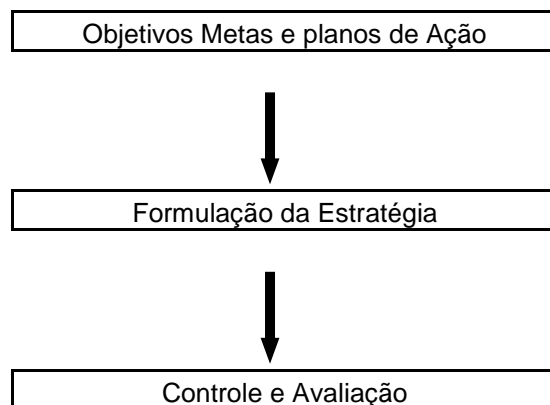 Objetivos Metas e planos de Ação
Formulação da Estratégia
Controle e Avaliação